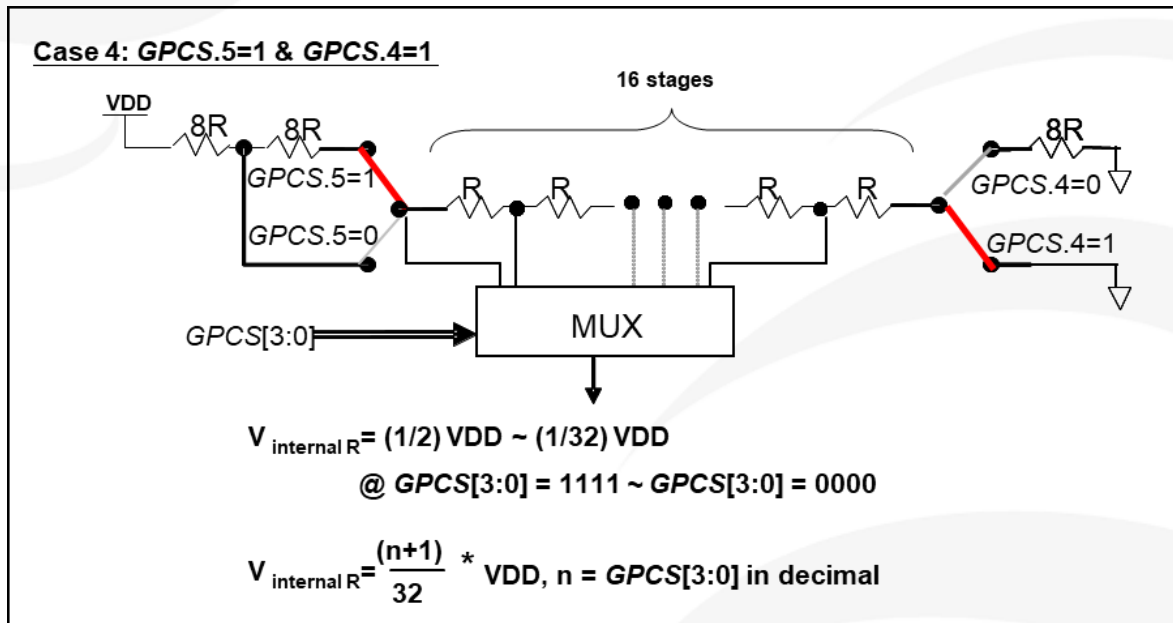 Case 4: GPCS.5=1 & GPCS.4=1
16 stages
VDD
8R
8R
8R
GPCS.5=1
GPCS.4=0
R
R
R
R
GPCS.5=0
GPCS.4=1
MUX
GPCS[3:0]
V internal R= (1/2) VDD ~ (1/32) VDD
@ GPCS[3:0] = 1111 ~ GPCS[3:0] = 0000
V internal R= (n+1)/32 * VDD, n = GPCS[3:0] in decimal